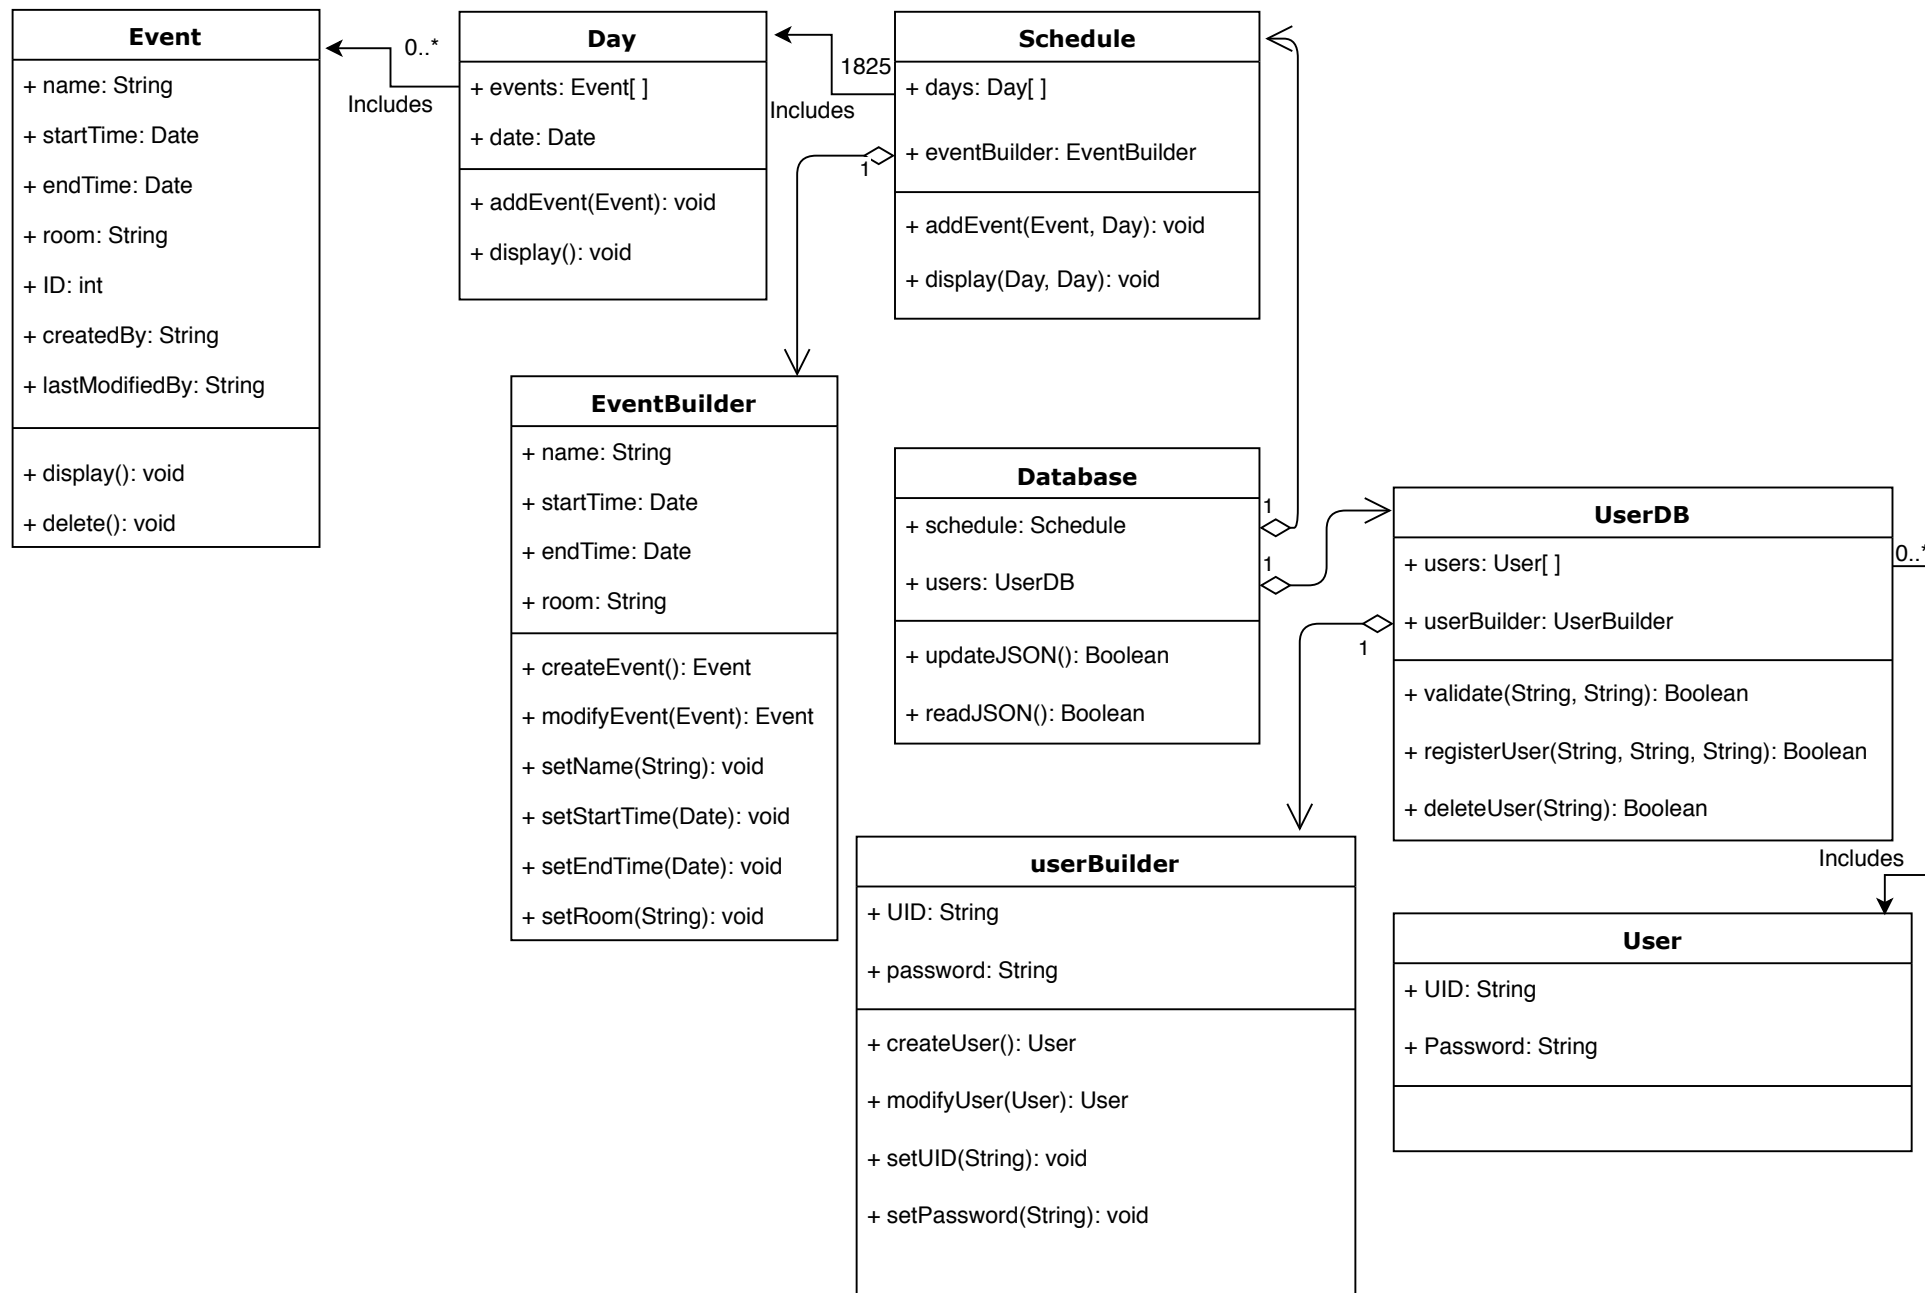 Event
+ name: String
+ startTime: Date
+ endTime: Date
+ room: String
+ ID: int
+ createdBy: String
+ lastModifiedBy: String
+ display(): void
+ delete(): void
0..*
Includes
Day
+ events: Event[ ]
+ date: Date
+ addEvent(Event): void
+ display(): void
1825
Includes
1
Schedule
+ days: Day[ ]
+ eventBuilder: EventBuilder
+ addEvent(Event, Day): void
+ display(Day, Day): void
EventBuilder
+ name: String
+ startTime: Date
+ endTime: Date
+ room: String
+ createEvent(): Event
+ modifyEvent(Event): Event
+ setName(String): void
+ setStartTime(Date): void
+ setEndTime(Date): void
+ setRoom(String): void
Database
+ schedule: Schedule
+ users: UserDB
+ updateJSON(): Boolean
+ readJSON(): Boolean
1
1
UserDB
+ users: User[ ]
+ userBuilder: UserBuilder
+ validate(String, String): Boolean
+ registerUser(String, String, String): Boolean
+ deleteUser(String): Boolean
0..*
1
Includes
userBuilder
+ UID: String
+ password: String
+ createUser(): User
+ modifyUser(User): User
+ setUID(String): void
+ setPassword(String): void
User
+ UID: String
+ Password: String